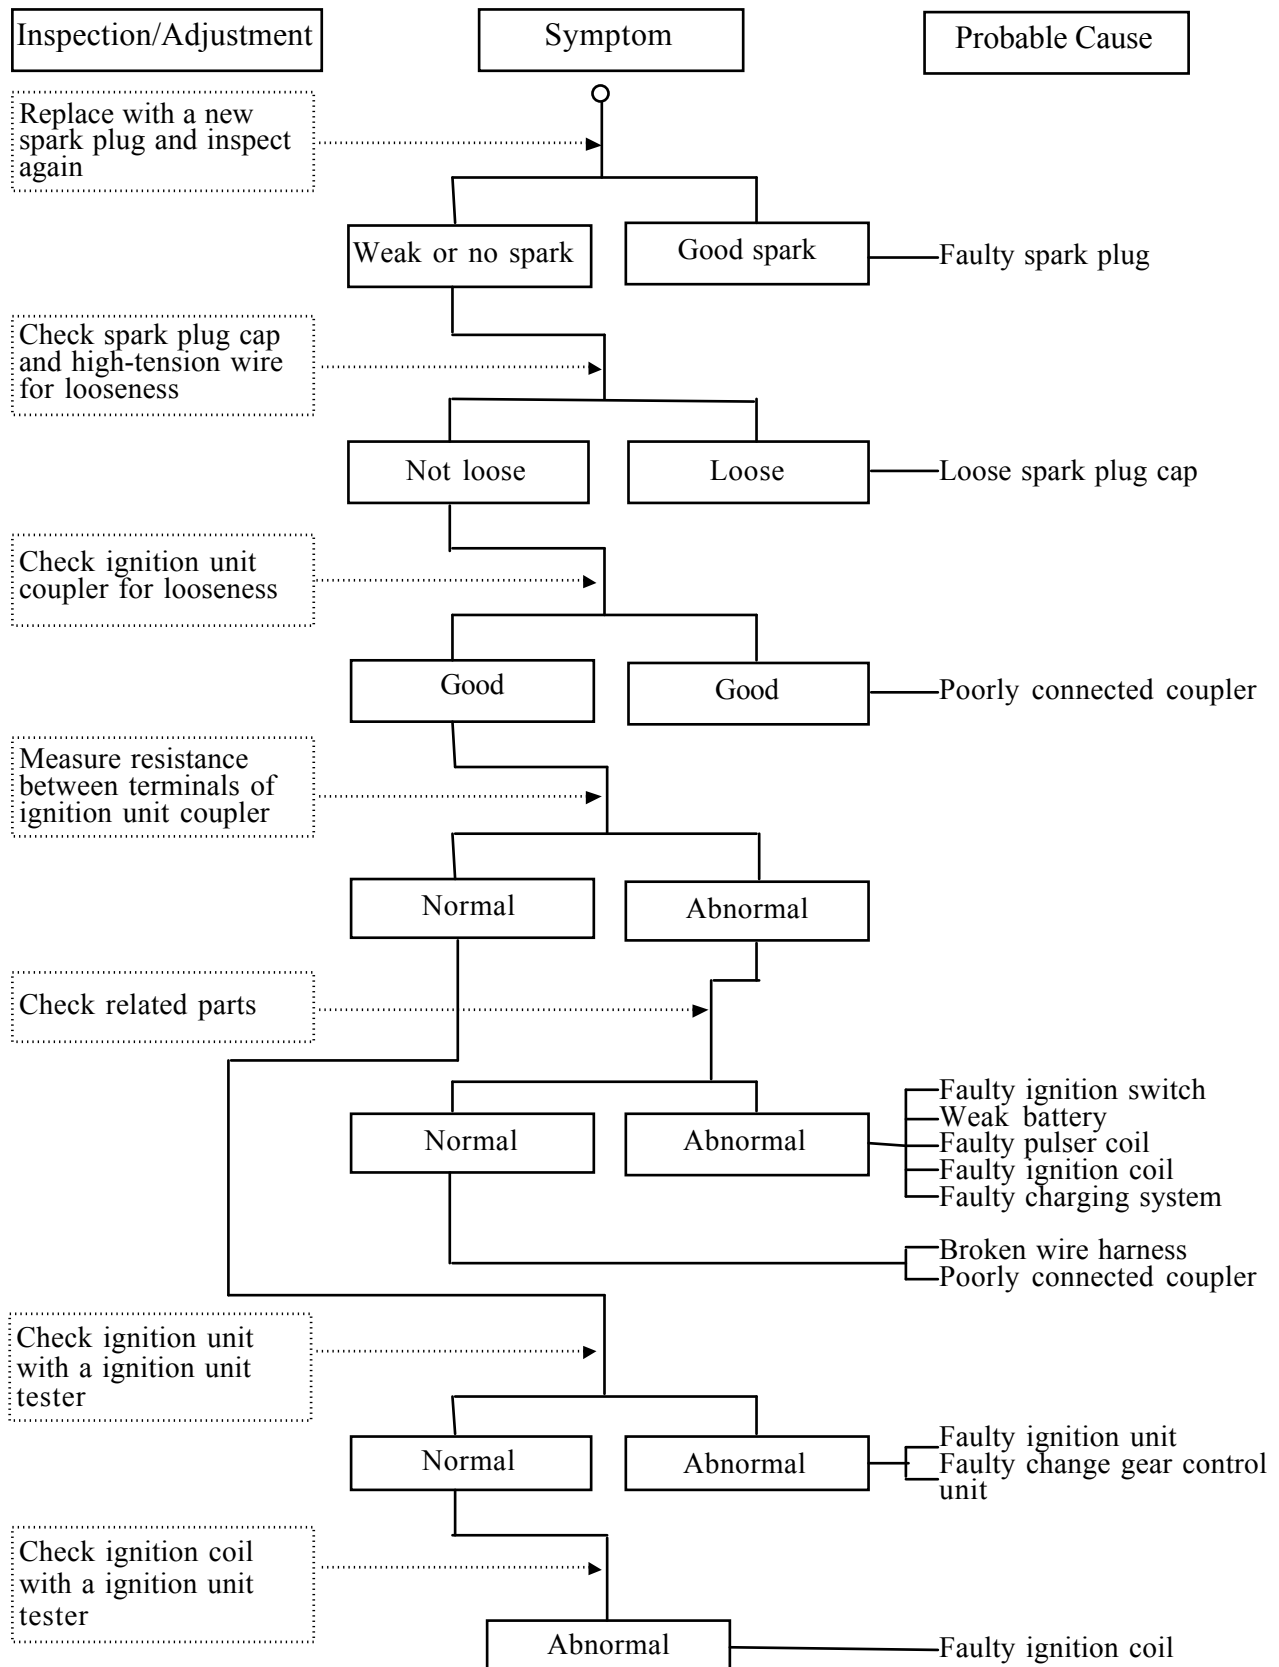 Inspection/Adjustment
Symptom
Probable Cause
Replace with a new
spark plug and inspect
again
Weak or no spark
Good spark
Faulty spark plug
Check spark plug cap
and high-tension wire
for looseness
Not loose
Loose
Loose spark plug cap
Check ignition unit
coupler for looseness
Good
Good
Poorly connected coupler
Measure resistance
between terminals of
ignition unit coupler
Normal
Abnormal
Check related parts
Normal
Abnormal
Faulty ignition switch
Weak battery
Faulty pulser coil
Faulty ignition coil
Faulty charging system
Broken wire harness
Poorly connected coupler
Check ignition unit
with a ignition unit
tester
Normal
Abnormal
Faulty ignition unit
Faulty change gear control
unit
Check ignition coil
with a ignition unit
tester
Abnormal
Faulty ignition coil